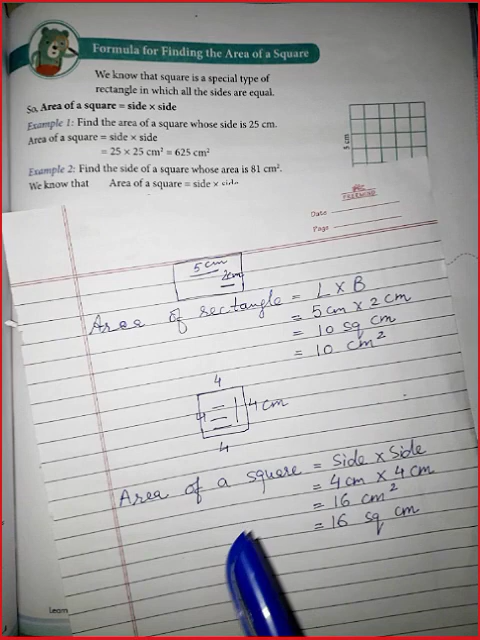 Formula for Finding the Area of a Square
We know that square is a special type of
rectangle in which all the sides are equal.
So, Area of a square = side × side
Example 1: Find the area of a square whose side is 25 cm.
Area of a square = side × side
= 25 × 25 cm² = 625 cm²
5 cm
Example 2: Find the side of a square whose area is 81 cm².
We know that Area of a square = side × side
Date
Page
5 cm
2cm
Area of rectangle = L × B
= 5 cm × 2 cm
= 10 sq cm
= 10 cm²
4
4 4 cm
4
Area of a square = Side × Side
= 4 cm × 4 cm
= 16 cm²
= 16 sq cm
Learn